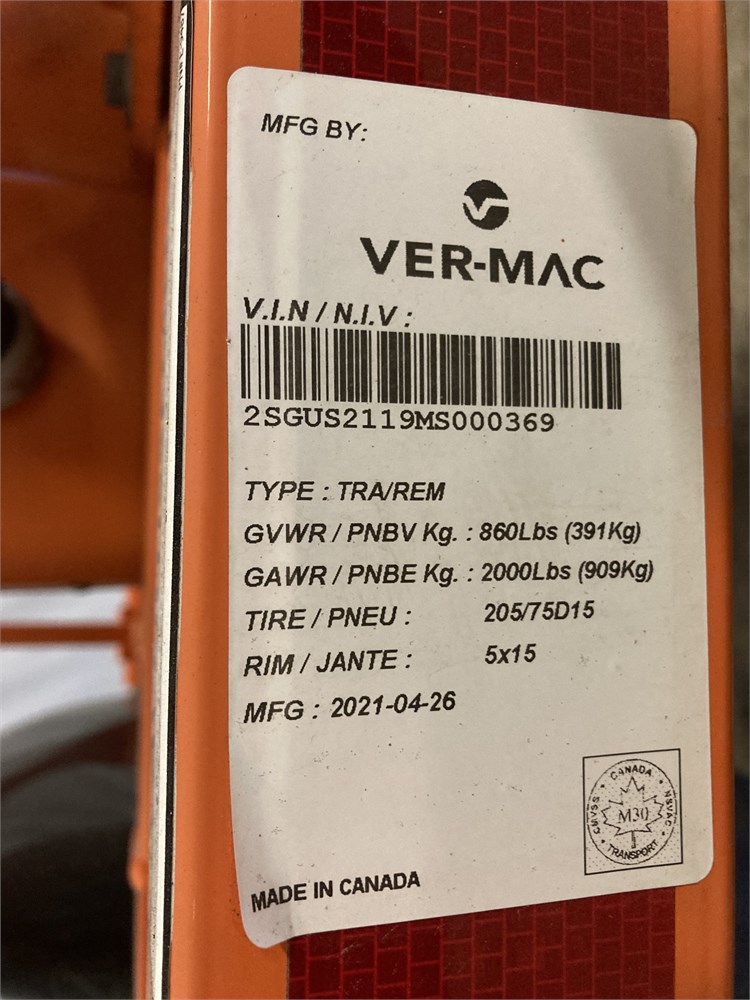 MFG BY:
VER-MAC
V.I.N / N.I.V :
2SGUS2119MS000369
TYPE : TRA/REM
GVWR / PNBV Kg. : 860Lbs (391Kg)
GAWR / PNBE Kg. : 2000Lbs (909Kg)
TIRE / PNEU : 205/75D15
RIM / JANTE : 5x15
MFG : 2021-04-26
CANADA
CMVSS
NSVAC
M30
TRANSPORT
MADE IN CANADA